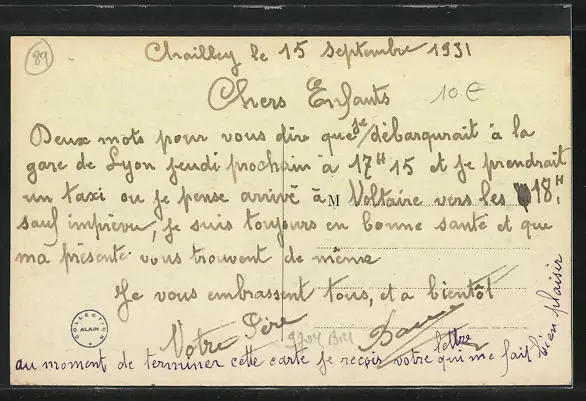 89
Chailley le 15 septembre 1931
Chers Enfants
10 €
Deux mots pour vous dire que je débarqurait à la
gare de Lyon jeudi prochain à 17H 15 et je prendrait
un taxi ou je pense arrivé à M Voltaire vers les 18H.
sauf imprévu, je suis toujours en bonne santé et que
ma présente vous trouvent de même
Je vous embrassent tous, et a bientôt
Votre Père
COLLECTION
ALAIN
au moment de terminer cette carte je reçois votre lettre qui me fait bien plaisir